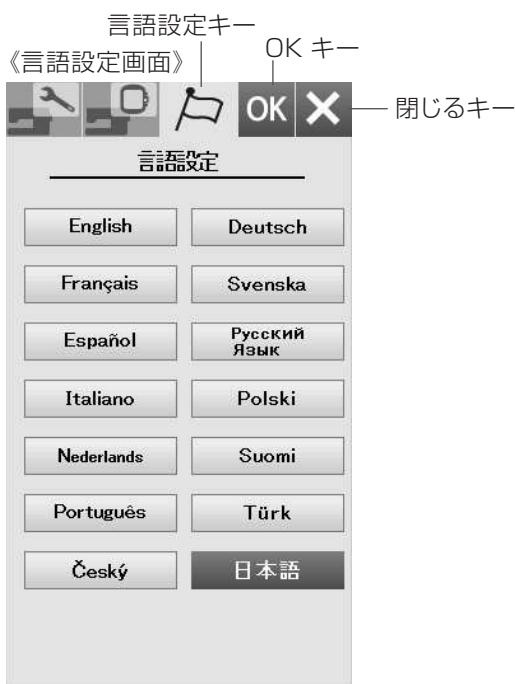 言語設定キー
OK キー
《言語設定画面》
OK
閉じるキー
言語設定
English
Deutsch
Français
Svenska
Español
Русский
Язык
Italiano
Polski
Nederlands
Suomi
Português
Türk
Český
日本語